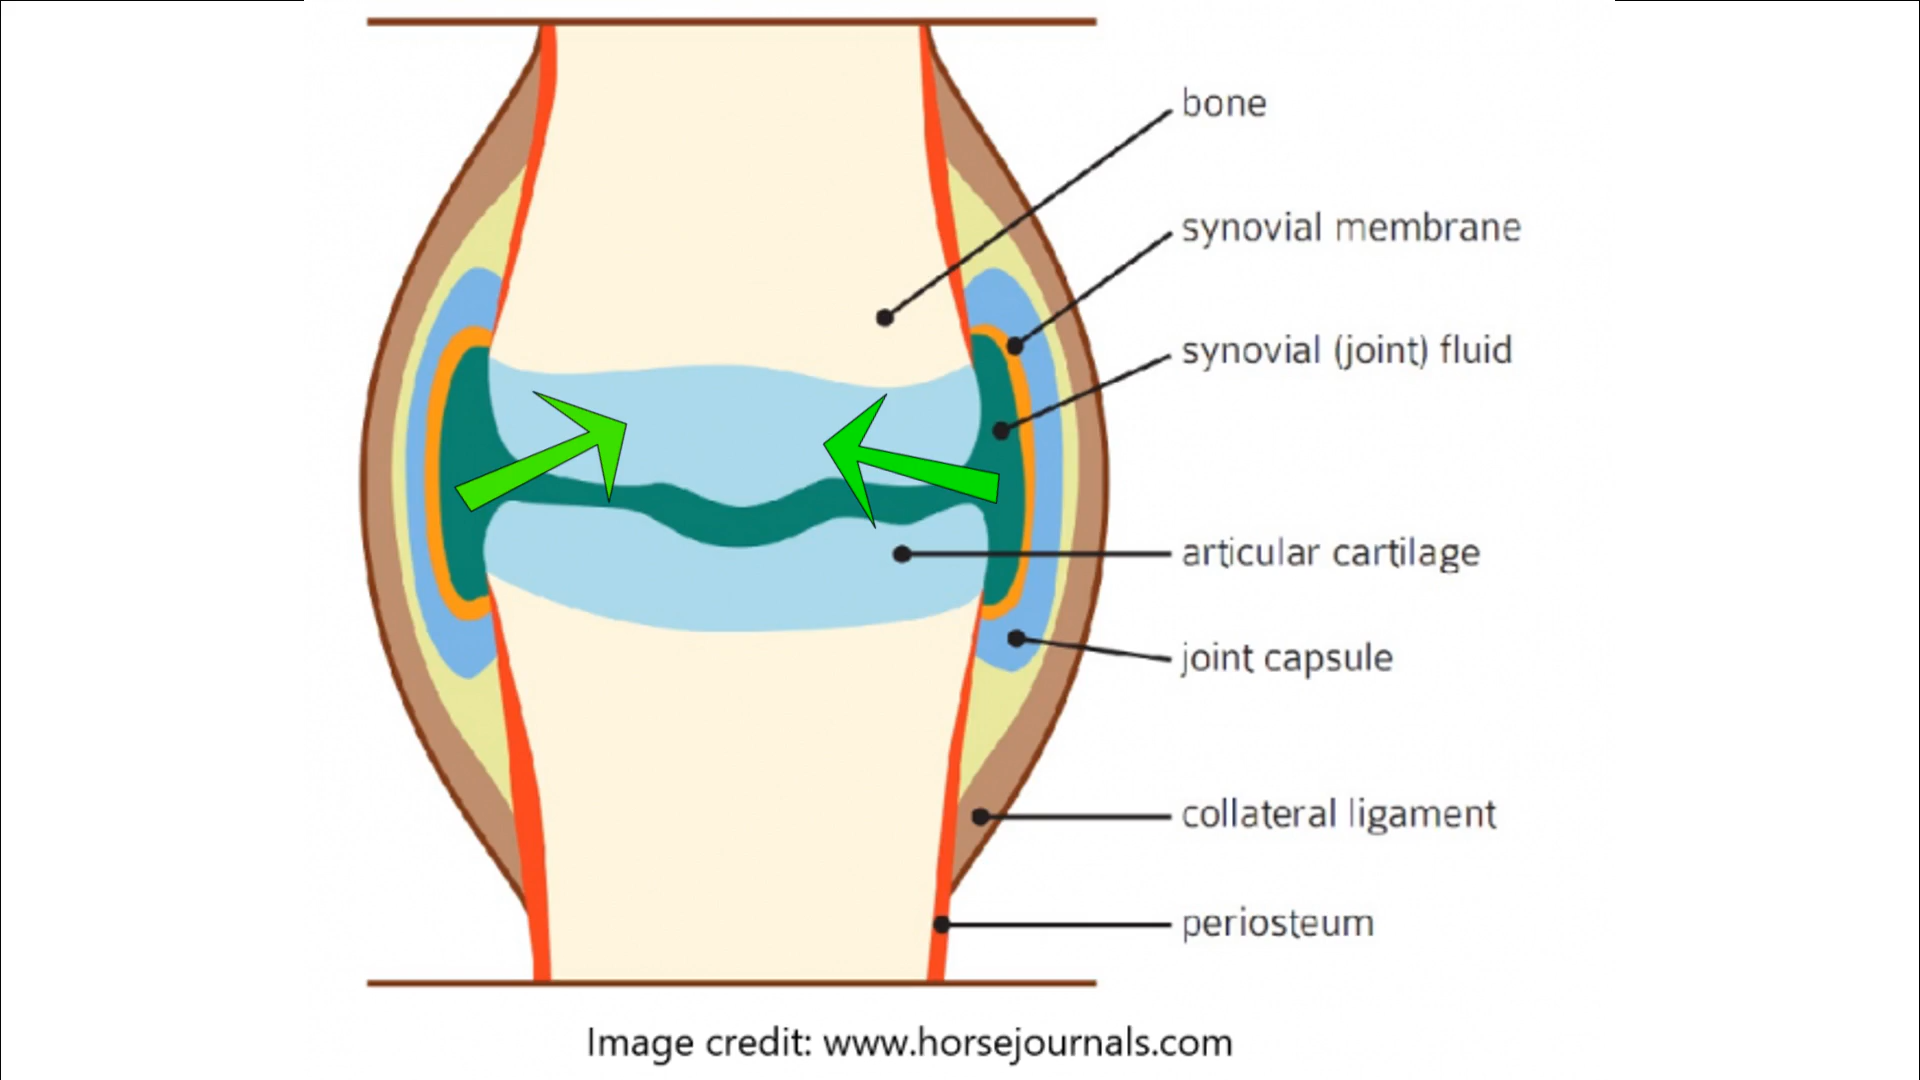 bone
synovial membrane
synovial (joint) fluid
articular cartilage
joint capsule
collateral ligament
periosteum
Image credit: www.horsejournals.com